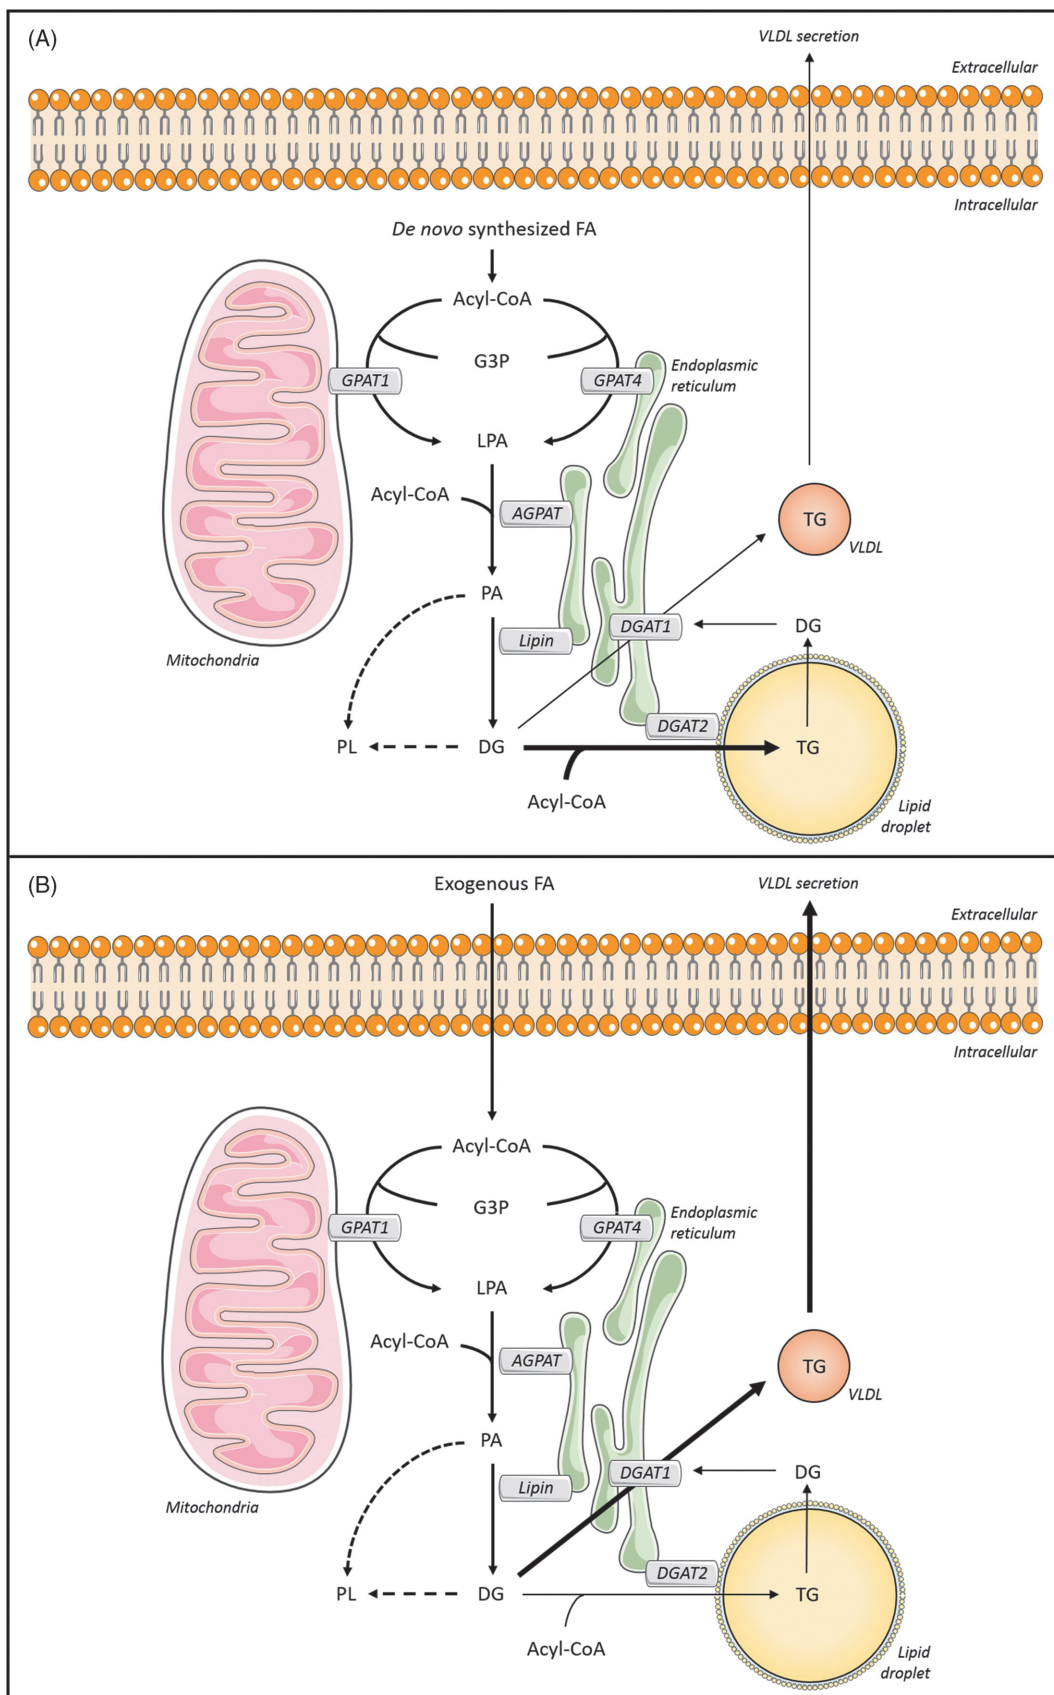 (A)
VLDL secretion
Extracellular
Intracellular
De novo synthesized FA
Acyl-CoA
G3P
GPAT1
GPAT4
Endoplasmic
reticulum
LPA
Acyl-CoA
AGPAT
TG
VLDL
PA
DGAT1
DG
Lipin
Mitochondria
DGAT2
PL
DG
TG
Acyl-CoA
Lipid
droplet
(B)
Exogenous FA
VLDL secretion
Extracellular
Intracellular
Acyl-CoA
G3P
GPAT1
GPAT4
Endoplasmic
reticulum
LPA
Acyl-CoA
AGPAT
TG
VLDL
PA
DGAT1
DG
Lipin
Mitochondria
DGAT2
PL
DG
TG
Acyl-CoA
Lipid
droplet